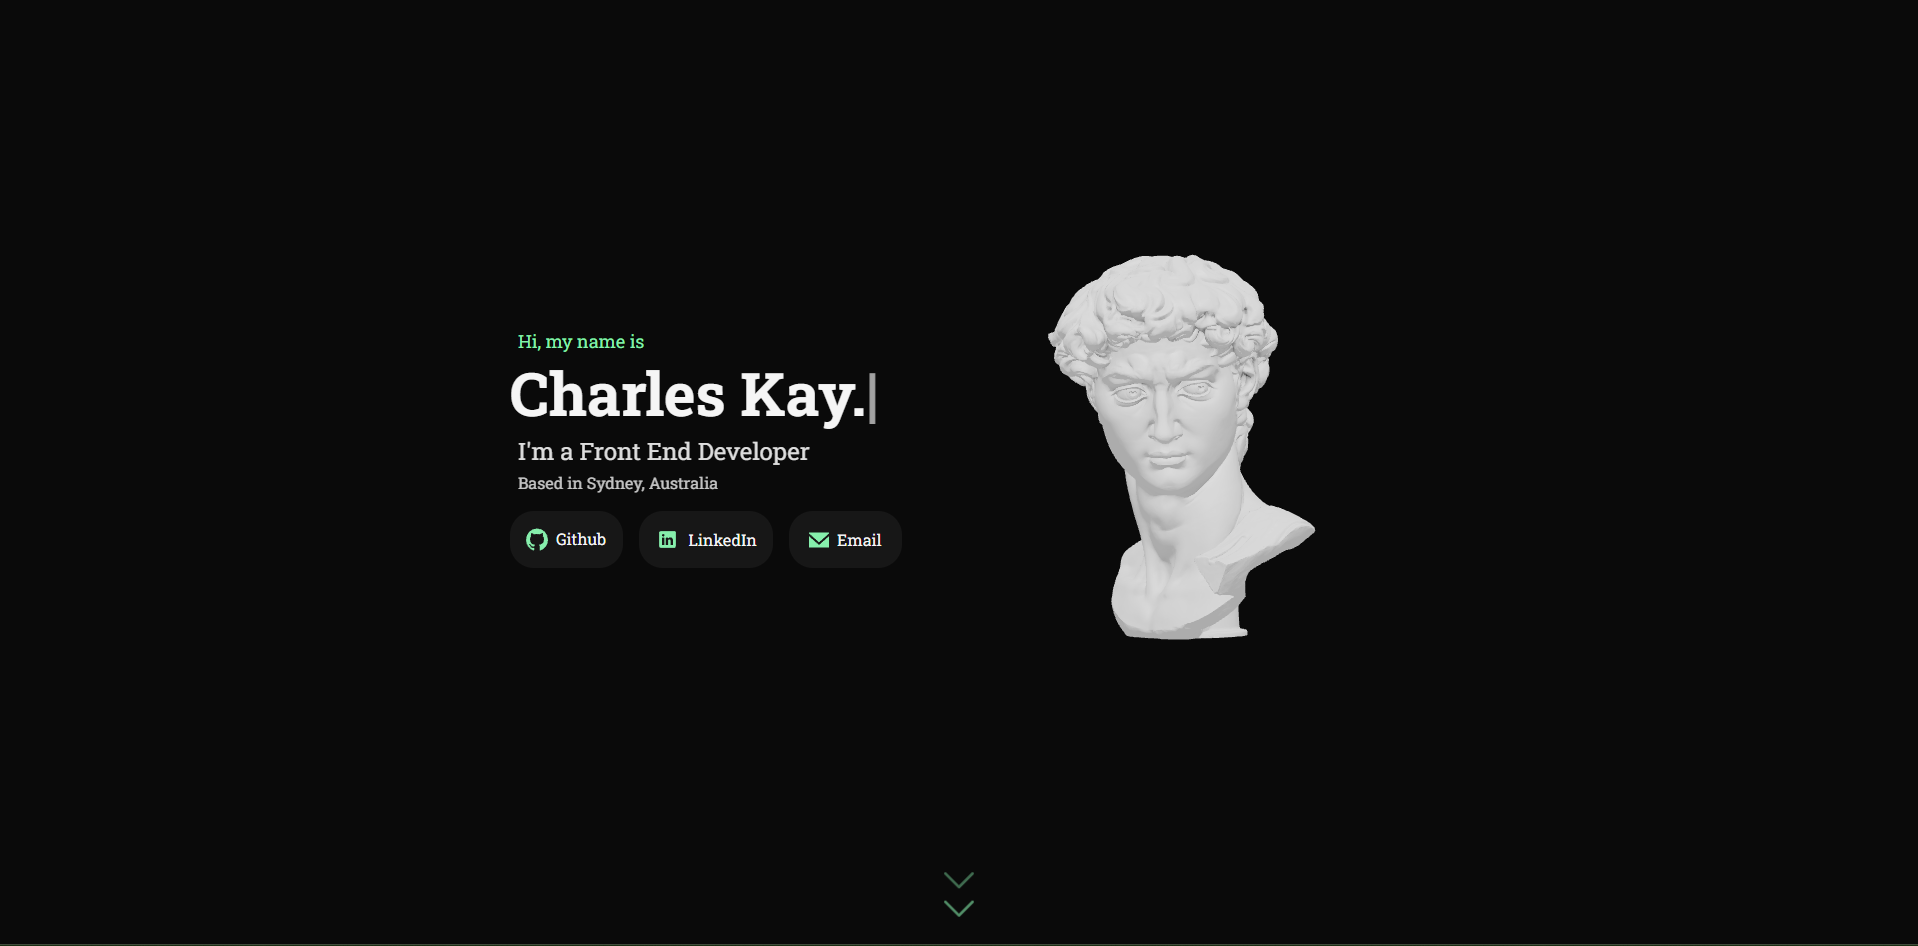 Hi, my name is
Charles Kay.|
I'm a Front End Developer
Based in Sydney, Australia
Github LinkedIn Email